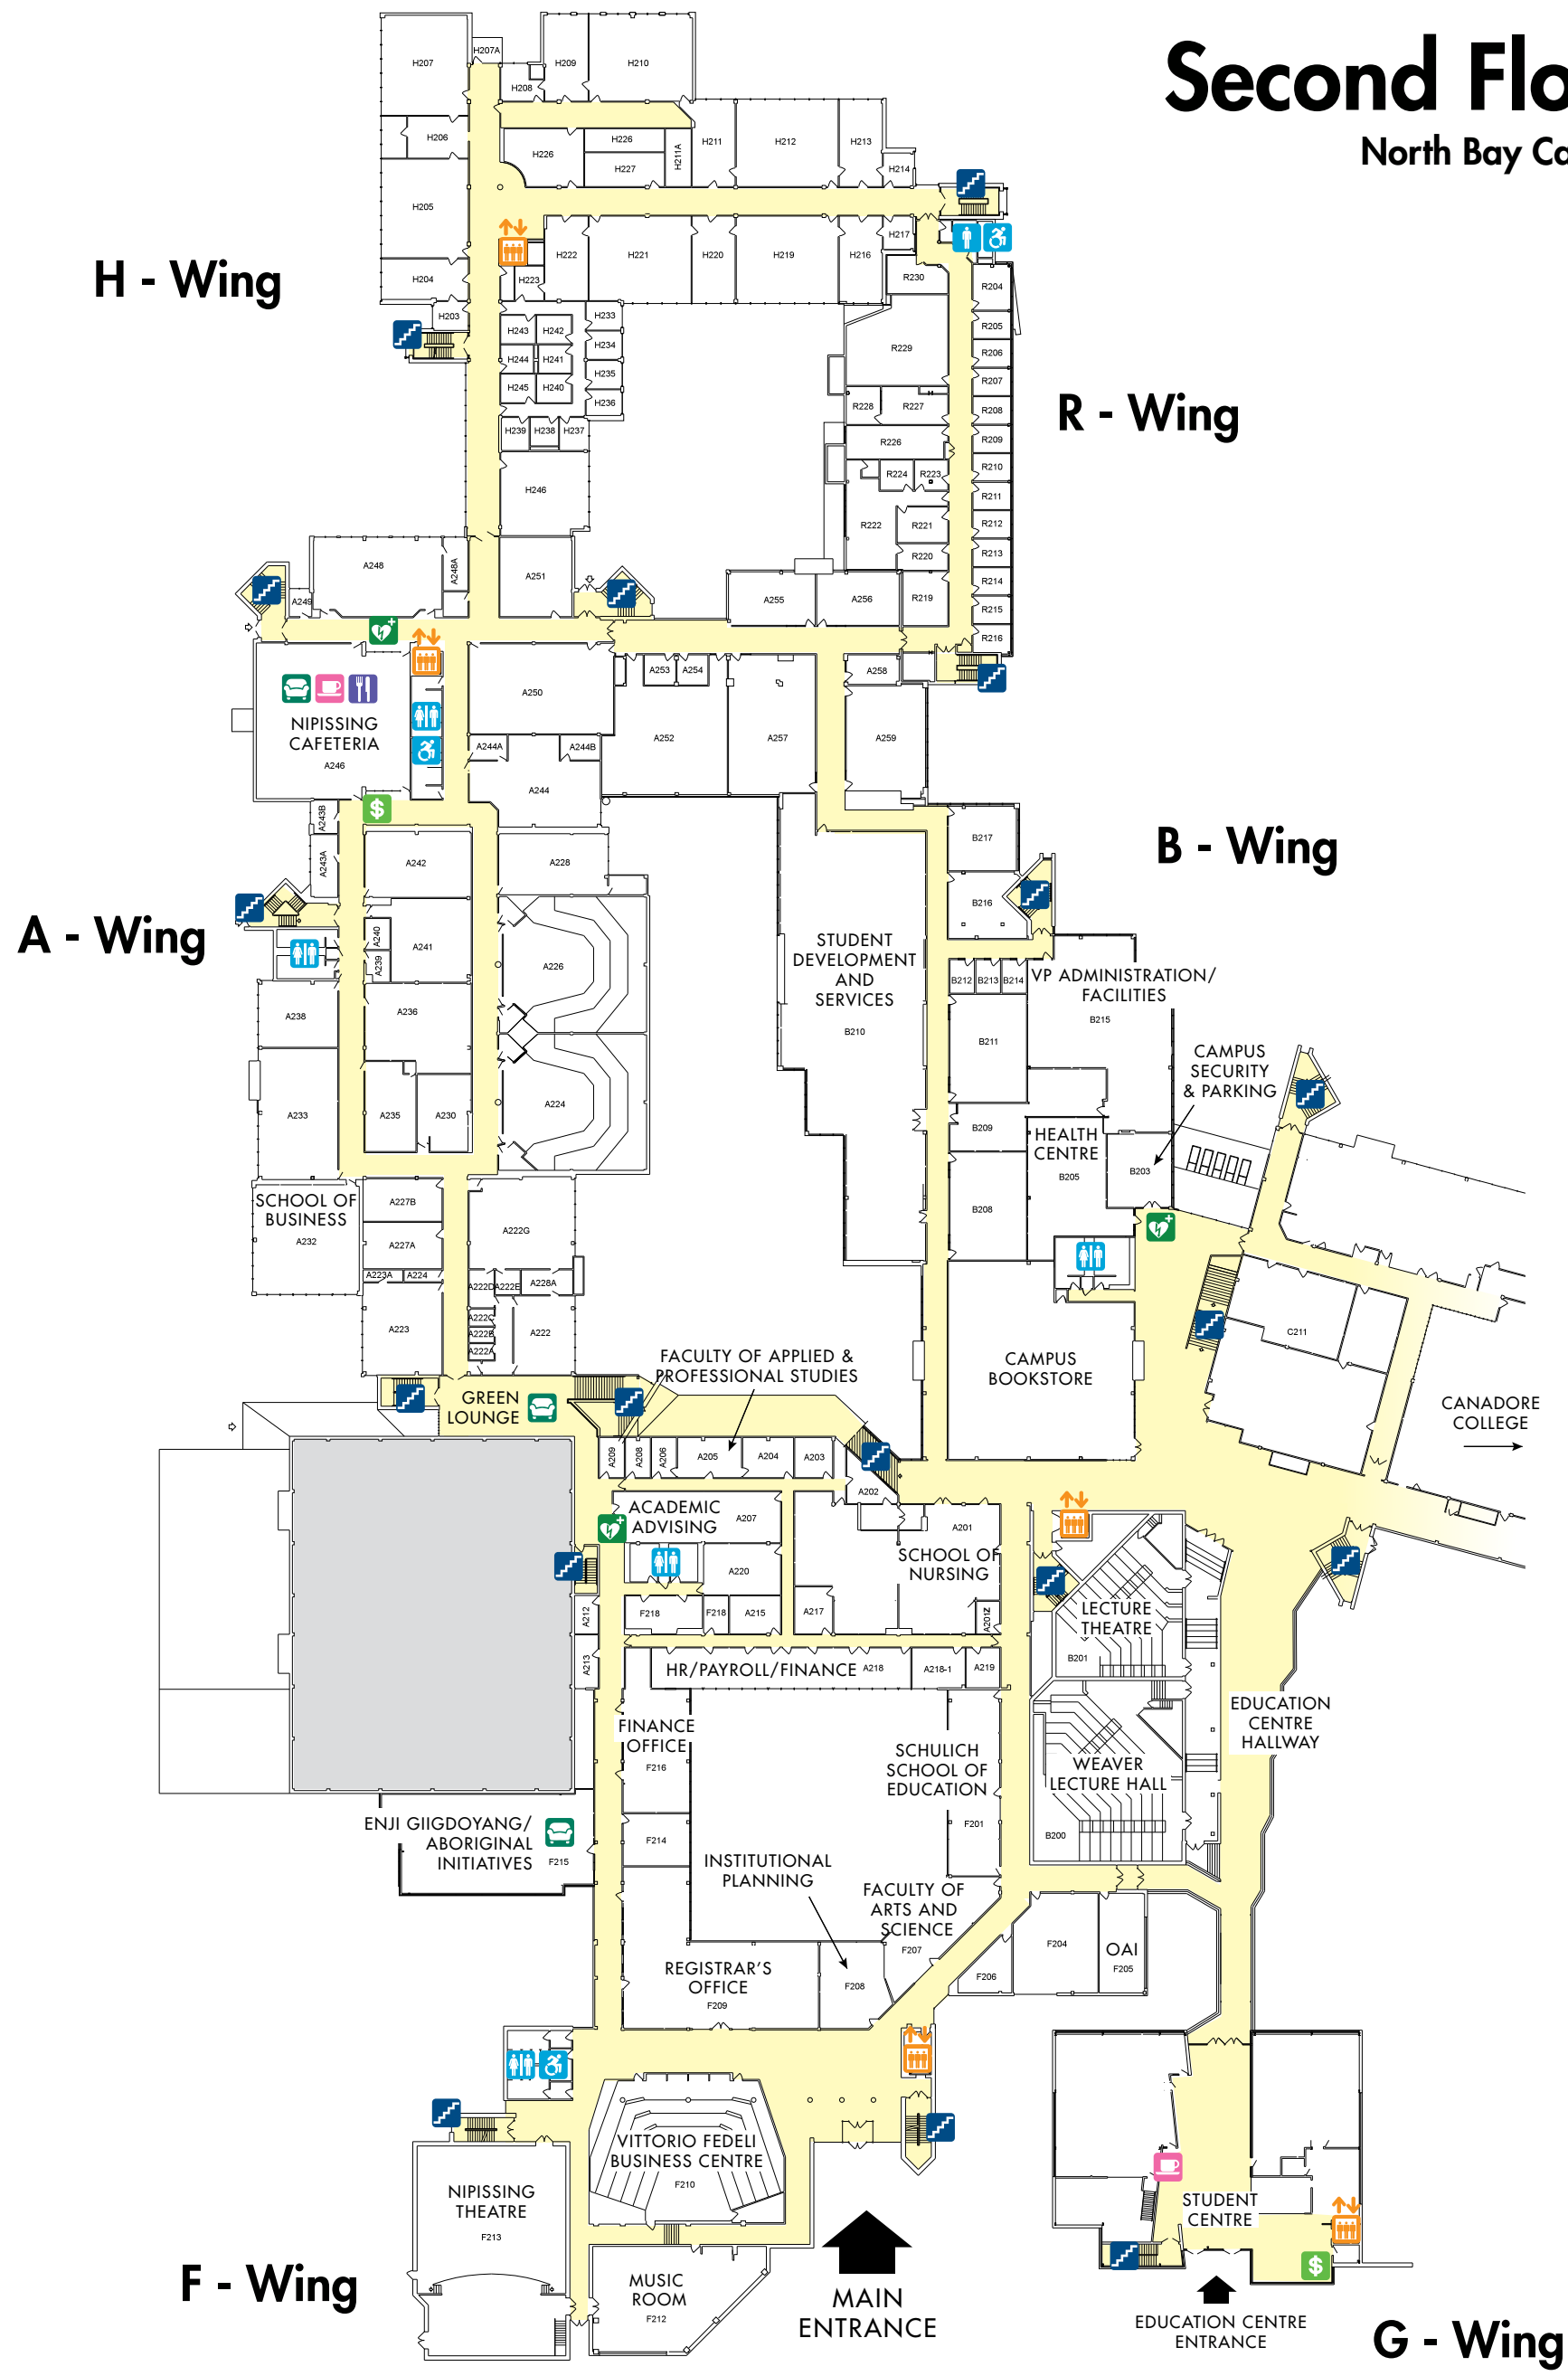 Second Flo
North Bay Ca
H - Wing
R - Wing
B - Wing
A - Wing
F - Wing
G - Wing
H207
H207A
H208
H209
H210
H206
H226
H226
H227
H211A
H211
H212
H213
H214
H205
H204
H203
H222
H221
H220
H219
H216
H217
H223
H243
H242
H233
H244
H241
H234
H245
H240
H235
H236
H239
H238
H237
H246
R230
R204
R229
R205
R206
R207
R228
R227
R208
R226
R209
R224
R223
R210
R211
R222
R221
R212
R220
R213
R219
R214
R215
R216
A248
A248A
A249
A251
A255
A256
A250
A253
A254
A252
A257
A258
A259
NIPISSING
CAFETERIA
A246
A244A
A244B
A244
A243B
A243A
A242
A228
A240
A239
A241
A226
A238
A236
A233
A235
A230
A224
B217
B216
STUDENT
DEVELOPMENT
AND
SERVICES
B210
B212
B213
B214
VP ADMINISTRATION/
FACILITIES
B215
B211
CAMPUS
SECURITY
& PARKING
B209
HEALTH
CENTRE
B205
B203
B208
SCHOOL OF
BUSINESS
A232
A227B
A227A
A222G
A223A
A224
A222D
A222E
A228A
A223
A222C
A222B
A222A
A222
CAMPUS
BOOKSTORE
C211
CANADORE
COLLEGE
FACULTY OF APPLIED &
PROFESSIONAL STUDIES
GREEN
LOUNGE
A209
A208
A206
A205
A204
A203
A202
ACADEMIC
ADVISING
A207
A201
SCHOOL OF
NURSING
A220
A212
F218
F218
A215
A217
A201Z
LECTURE
THEATRE
B201
A213
HR/PAYROLL/FINANCE
A218
A218-1
A219
FINANCE
OFFICE
F216
SCHULICH
SCHOOL OF
EDUCATION
F201
WEAVER
LECTURE HALL
B200
EDUCATION
CENTRE
HALLWAY
ENJI GIIGDOYANG/
ABORIGINAL
INITIATIVES
F215
F214
INSTITUTIONAL
PLANNING
FACULTY OF
ARTS AND
SCIENCE
F207
F204
OAI
F205
F206
REGISTRAR'S
OFFICE
F209
F208
VITTORIO FEDELI
BUSINESS CENTRE
F210
NIPISSING
THEATRE
F213
MUSIC
ROOM
F212
MAIN
ENTRANCE
STUDENT
CENTRE
EDUCATION CENTRE
ENTRANCE
$
$